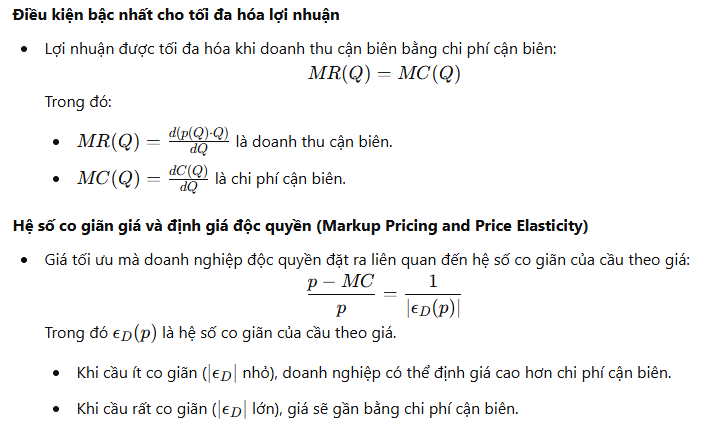 Điều kiện bậc nhất cho tối đa hóa lợi nhuận
• Lợi nhuận được tối đa hóa khi doanh thu cận biên bằng chi phí cận biên:
MR(Q) = MC(Q)
Trong đó:
• MR(Q) = \frac{d(p(Q)·Q)}{dQ} là doanh thu cận biên.
• MC(Q) = \frac{dC(Q)}{dQ} là chi phí cận biên.
Hệ số co giãn giá và định giá độc quyền (Markup Pricing and Price Elasticity)
• Giá tối ưu mà doanh nghiệp độc quyền đặt ra liên quan đến hệ số co giãn của cầu theo giá:
\frac{p − MC}{p} = \frac{1}{|ϵ_D(p)|}
Trong đó ϵ_D(p) là hệ số co giãn của cầu theo giá.
• Khi cầu ít co giãn (|ϵ_D| nhỏ), doanh nghiệp có thể định giá cao hơn chi phí cận biên.
• Khi cầu rất co giãn (|ϵ_D| lớn), giá sẽ gần bằng chi phí cận biên.